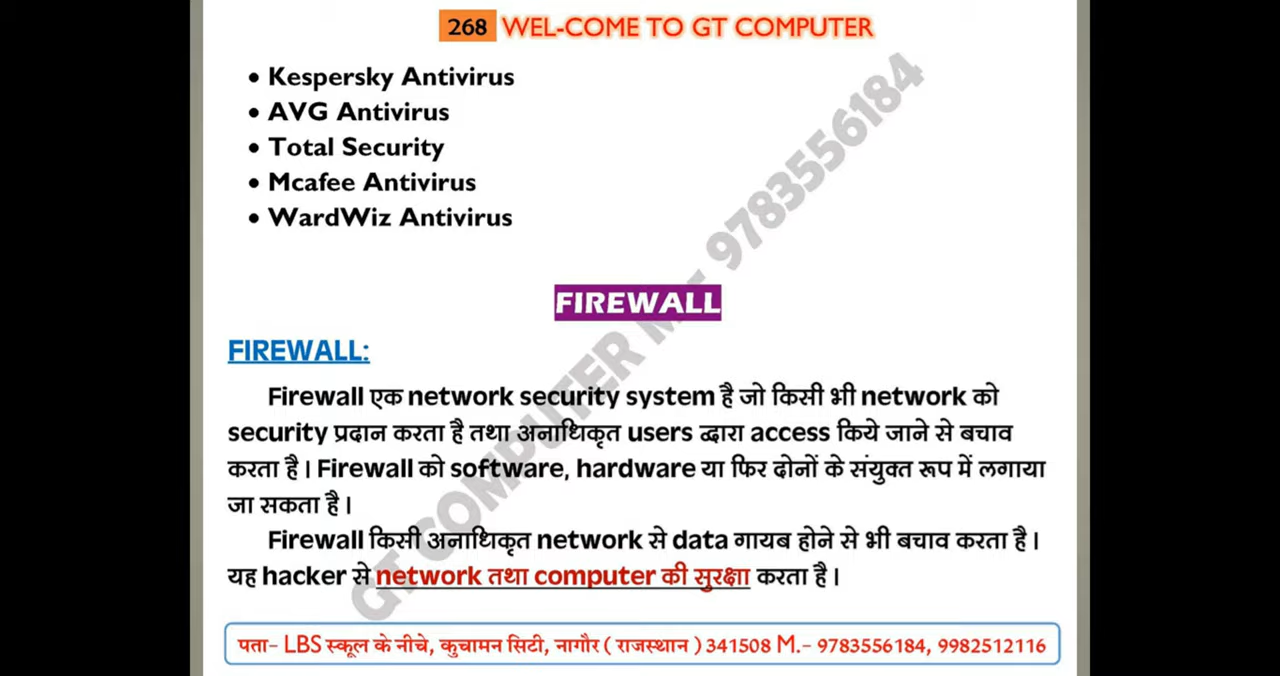 268 WEL-COME TO GT COMPUTER
• Kespersky Antivirus
• AVG Antivirus
• Total Security
• Mcafee Antivirus
• WardWiz Antivirus
FIREWALL
FIREWALL:
Firewall एक network security system है जो किसी भी network को
security प्रदान करता है तथा अनाधिकृत users द्वारा access किये जाने से बचाव
करता है। Firewall को software, hardware या फिर दोनों के संयुक्त रूप में लगाया
जा सकता है।
Firewall किसी अनाधिकृत network से data गायब होने से भी बचाव करता है।
यह hacker से network तथा computer की सुरक्षा करता है।
GT COMPUTER M - 9783556184
पता- LBS स्कूल के नीचे, कुचामन सिटी, नागौर ( राजस्थान ) 341508 M.- 9783556184, 9982512116